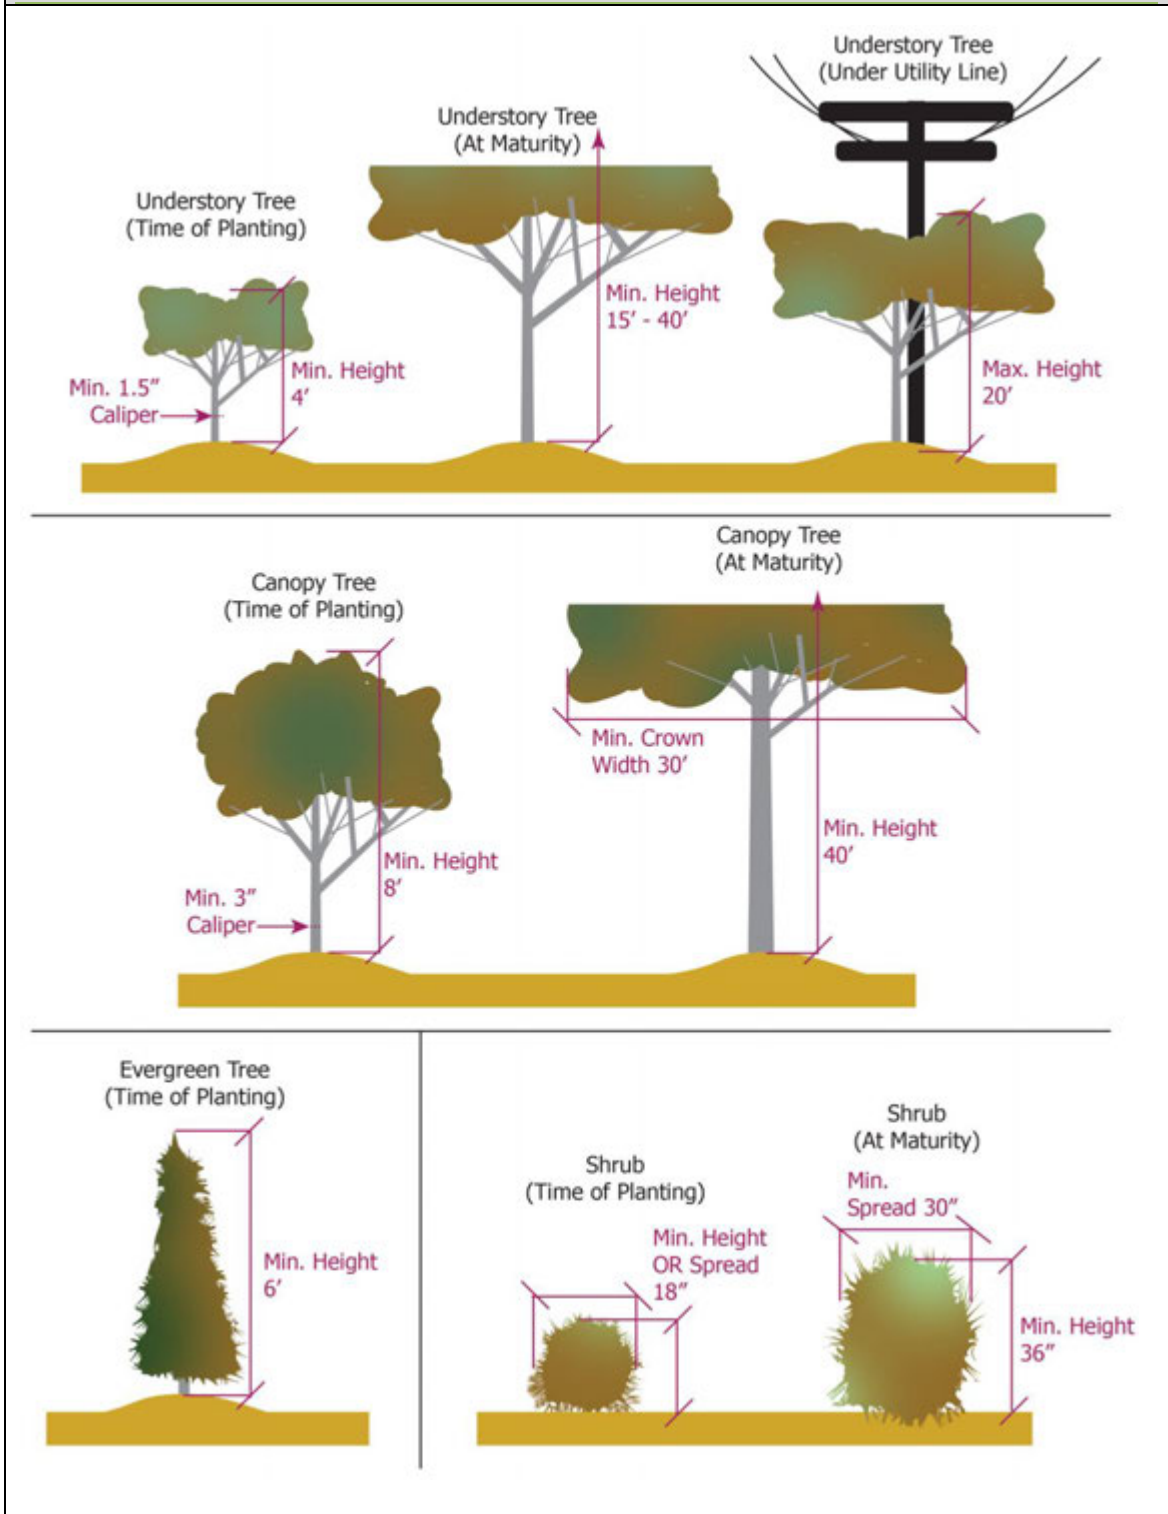 Understory Tree
(Under Utility Line)
Understory Tree
(At Maturity)
Understory Tree
(Time of Planting)
Min. Height
15’ - 40’
Min. 1.5”
Caliper
Min. Height
4’
Max. Height
20’
Canopy Tree
(At Maturity)
Canopy Tree
(Time of Planting)
Min. Crown
Width 30’
Min. Height
40’
Min. Height
8’
Min. 3”
Caliper
Evergreen Tree
(Time of Planting)
Min. Height
6’
Shrub
(At Maturity)
Shrub
(Time of Planting)
Min.
Spread 30”
Min. Height
OR Spread
18”
Min. Height
36”